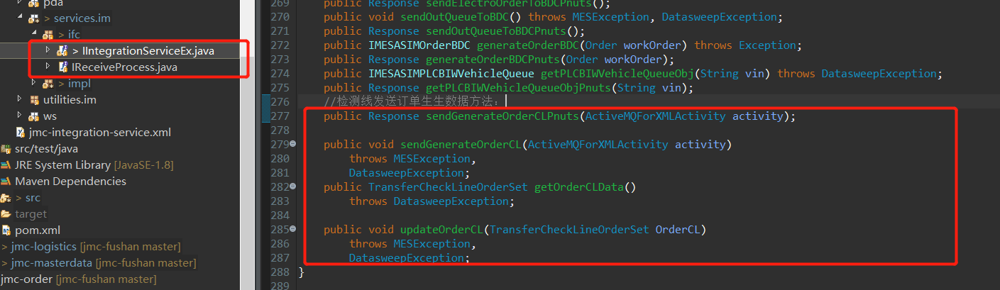 pda
> services.im
> ifc
> IIntegrationServiceEx.java
IReceiveProcess.java
> impl
utilities.im
ws
jmc-integration-service.xml
src/test/java
JRE System Library [JavaSE-1.8]
Maven Dependencies
> src
target
pom.xml
> jmc-logistics [jmc-fushan master]
> jmc-masterdata [jmc-fushan master]
jmc-order [jmc-fushan master]
269 public Response sendElectroOrderToBDCPnuts();
270 public void sendOutQueueToBDC() throws MESException, DatasweepException;
271 public Response sendOutQueueToBDCPnuts();
272 public IMESASIMOrderBDC generateOrderBDC(Order workOrder) throws Exception;
273 public Response generateOrderBDCPnuts(Order workOrder);
274 public IMESASIMPLCBIWVehicleQueue getPLCBIWVehicleQueueObj(String vin) throws DatasweepException;
275 public Response getPLCBIWVehicleQueueObjPnuts(String vin);
276 //检测线发送订单生生数据方法：
277 public Response sendGenerateOrderCLPnuts(ActiveMQForXMLActivity activity);
278
279 public void sendGenerateOrderCL(ActiveMQForXMLActivity activity)
280 throws MESException,
281 DatasweepException;
282 public TransferCheckLineOrderSet getOrderCLData()
283 throws DatasweepException;
284
285 public void updateOrderCL(TransferCheckLineOrderSet OrderCL)
286 throws MESException,
287 DatasweepException;
288 }
289